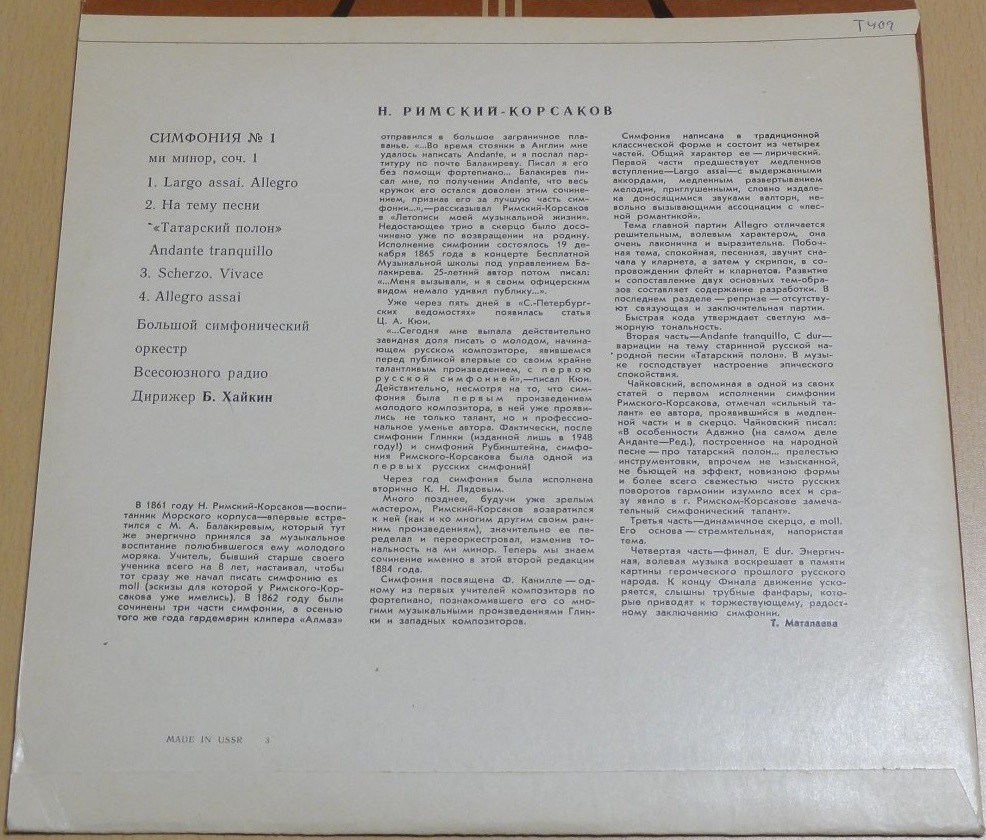 Т409
Н. РИМСКИЙ-КОРСАКОВ
СИМФОНИЯ № 1
ми минор, соч. 1
1. Largo assai. Allegro
2. На тему песни
«Татарский полон»
Andante tranquillo
3. Scherzo. Vivace
4. Allegro assai
Большой симфонический
оркестр
Всесоюзного радио
Дирижер Б. Хайкин
В 1861 году Н. Римский-Корсаков—воспи-
танник Морского корпуса—впервые встре-
тился с М. А. Балакиревым, который тут
же энергично принялся за музыкальное
воспитание полюбившегося ему молодого
моряка. Учитель, бывший старше своего
ученика всего на 8 лет, настаивал, чтобы
тот сразу же начал писать симфонию es
moll (эскизы для которой у Римского-Кор-
сакова уже имелись). В 1862 году были
сочинены три части симфонии, а осенью
того же года гардемарин клипера «Алмаз»
отправился в большое заграничное пла-
ванье. «...Во время стоянки в Англии мне
удалось написать Andante, и я послал пар-
титуру по почте Балакиреву. Писал я его
без помощи фортепиано... Балакирев пи-
сал мне, по получении Andante, что весь
кружок его остался доволен этим сочине-
нием, признав его за лучшую часть сим-
фонии...»,—рассказывал Римский-Корсаков
в «Летописи моей музыкальной жизни».
Недостающее трио в скерцо было досо-
чинено уже по возвращении на родину.
Исполнение симфонии состоялось 19 де-
кабря 1865 года в концерте Бесплатной
Музыкальной школы под управлением Ба-
лакирева. 25-летний автор потом писал:
«...Меня вызывали, и я своим офицерским
видом немало удивил публику...».
Уже через пять дней в «С.-Петербург-
ских ведомостях» появилась статья
Ц. А. Кюи.
«...Сегодня мне выпала действительно
завидная доля писать о молодом, начина-
ющем русском композиторе, явившемся
перед публикой впервые со своим крайне
талантливым произведением, с первою
русской симфонией»,—писал Кюи.
Действительно, несмотря на то, что сим-
фония была первым произведением
молодого композитора, в ней уже прояви-
лись не только талант, но и профессио-
нальное уменье автора. Фактически, после
симфонии Глинки (изданной лишь в 1948
году!) и симфоний Рубинштейна, симфо-
ния Римского-Корсакова была одной из
первых русских симфоний!
Через год симфония была исполнена
вторично К. Н. Лядовым.
Много позднее, будучи уже зрелым
мастером, Римский-Корсаков возвратился
к ней (как и ко многим другим своим ран-
ним произведениям), значительно ее пе-
ределал и переоркестровал, изменив то-
нальность на ми минор. Теперь мы знаем
сочинение именно в этой второй редакции
1884 года.
Симфония посвящена Ф. Канилле—од-
ному из первых учителей композитора по
фортепиано, познакомившего его со мно-
гими музыкальными произведениями Глин-
ки и западных композиторов.
Симфония написана в традиционной
классической форме и состоит из четырех
частей. Общий характер ее—лирический.
Первой части предшествует медленное
вступление—Largo assai—с выдержанными
аккордами, медленным развертыванием
мелодии, приглушенными, словно издале-
ка доносящимися звуками валторн, не-
вольно вызывающими ассоциации с «лес-
ной романтикой».
Тема главной партии Allegro отличается
решительным, волевым характером, она
очень лаконична и выразительна. Побоч-
ная тема, спокойная, песенная, звучит сна-
чала у кларнета, а затем у скрипок, в со-
провождении флейт и кларнетов. Развитие
и сопоставление двух основных тем-обра-
зов составляет содержание разработки. В
последнем разделе—репризе—отсутству-
ют связующая и заключительная партии.
Быстрая кода утверждает светлую ма-
жорную тональность.
Вторая часть—Andante tranquillo, C dur—
вариации на тему старинной русской на-
родной песни «Татарский полон». В музы-
ке господствует настроение эпического
спокойствия.
Чайковский, вспоминая в одной из своих
статей о первом исполнении симфонии
Римского-Корсакова, отмечал «сильный та-
лант» ее автора, проявившийся в медлен-
ной части и в скерцо. Чайковский писал:
«В особенности Адажио (на самом деле
Анданте—Ред.), построенное на народной
песне—про татарский полон... прелестью
инструментовки, впрочем не изысканной,
не бьющей на эффект, новизною формы
и более всего свежестью чисто русских
поворотов гармонии изумило всех и сра-
зу явило в г. Римском-Корсакове замеча-
тельный симфонический талант».
Третья часть—динамичное скерцо, e moll.
Его основа—стремительная, напористая
тема.
Четвертая часть—финал, E dur. Энергич-
ная, волевая музыка воскрешает в памяти
картины героического прошлого русского
народа. К концу Финала движение уско-
ряется, слышны трубные фанфары, кото-
рые приводят к торжествующему, радост-
ному заключению симфонии.
Т. Маталаева
MADE IN USSR 3